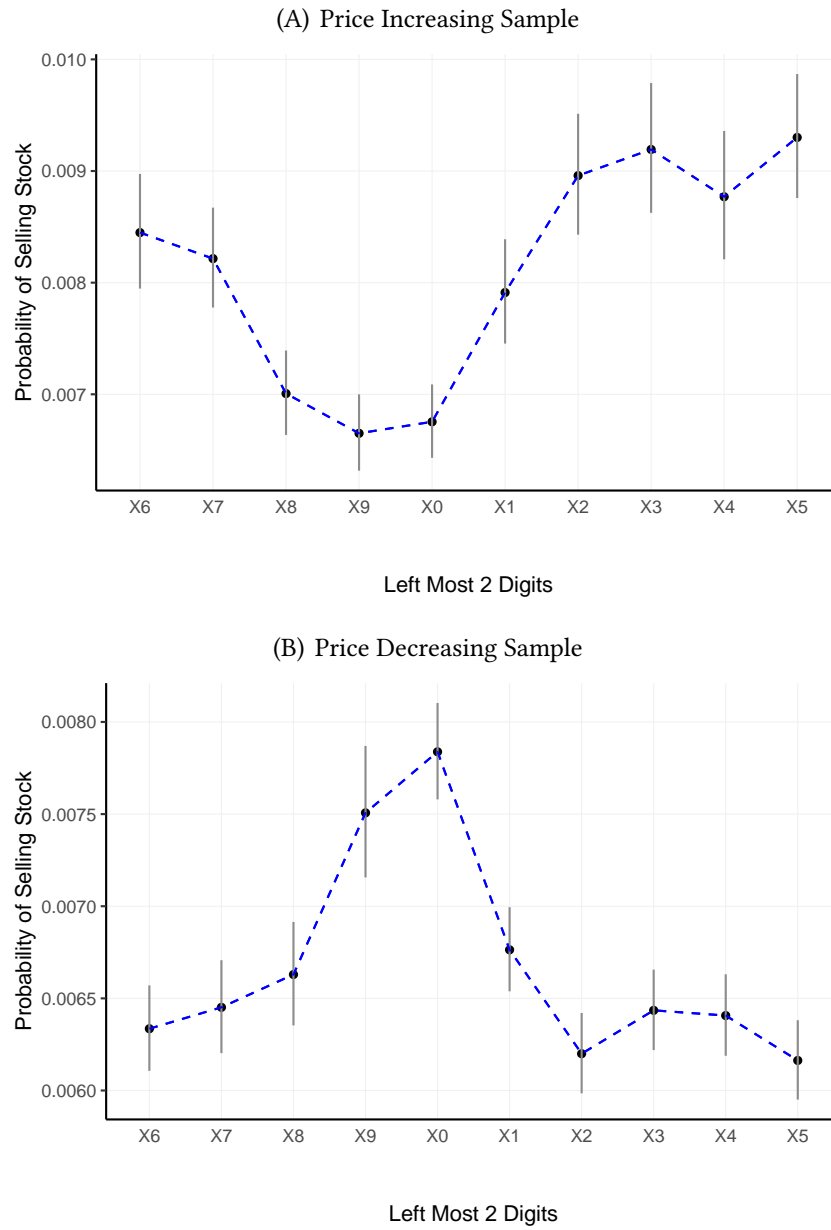 (A) Price Increasing Sample
Probability of Selling Stock
0.010
0.009
0.008
0.007
X6 X7 X8 X9 X0 X1 X2 X3 X4 X5
Left Most 2 Digits
(B) Price Decreasing Sample
Probability of Selling Stock
0.0080
0.0075
0.0070
0.0065
0.0060
X6 X7 X8 X9 X0 X1 X2 X3 X4 X5
Left Most 2 Digits